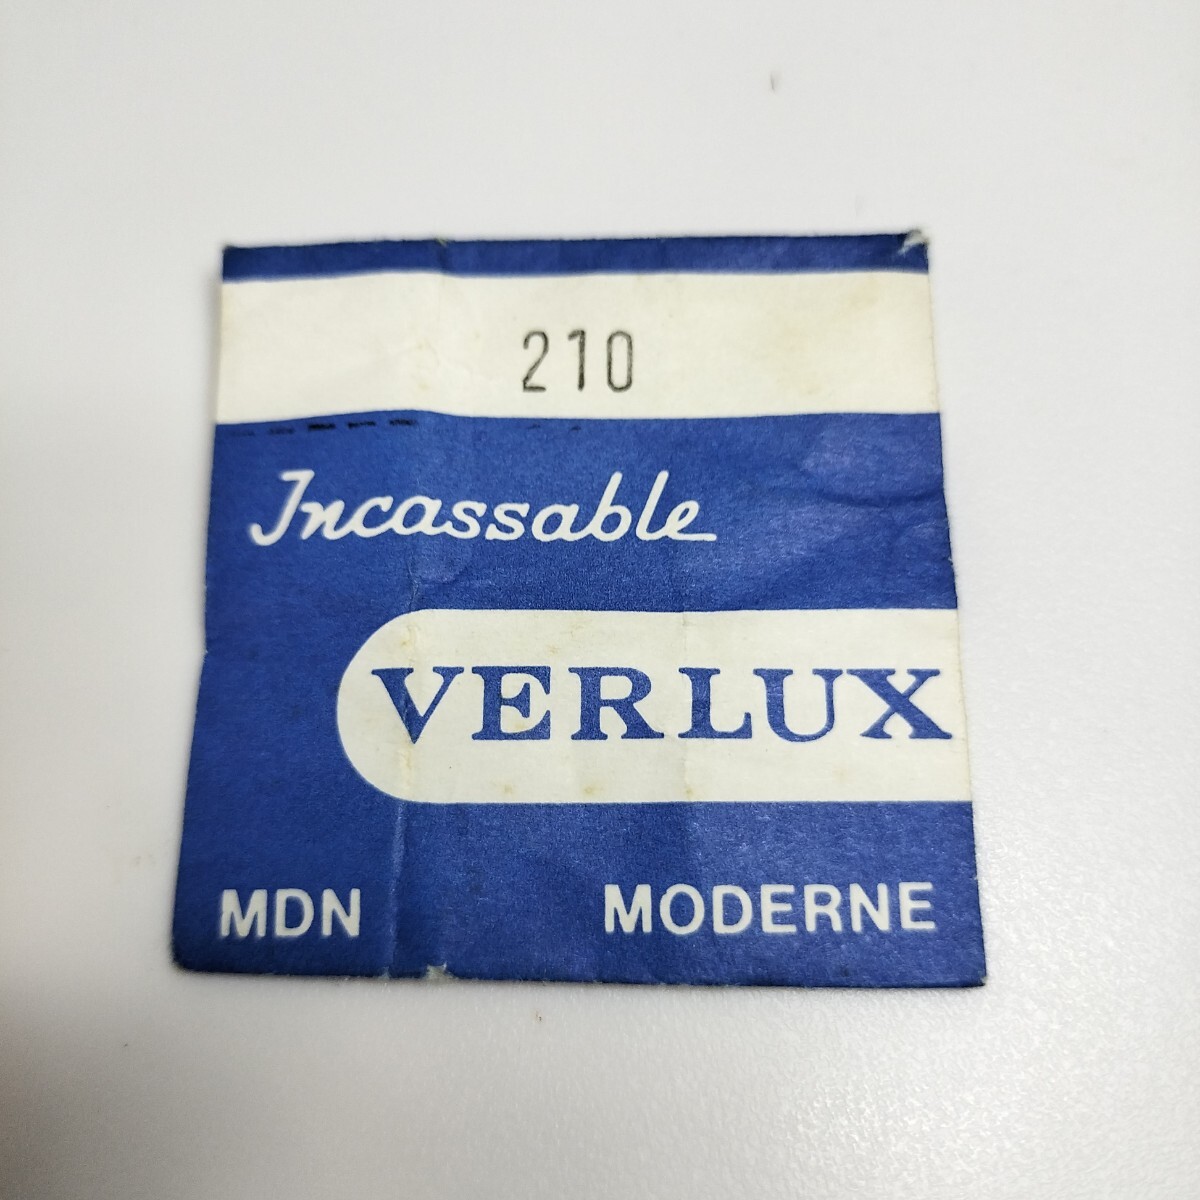 210
Incassable
VERLUX
MDN MODERNE